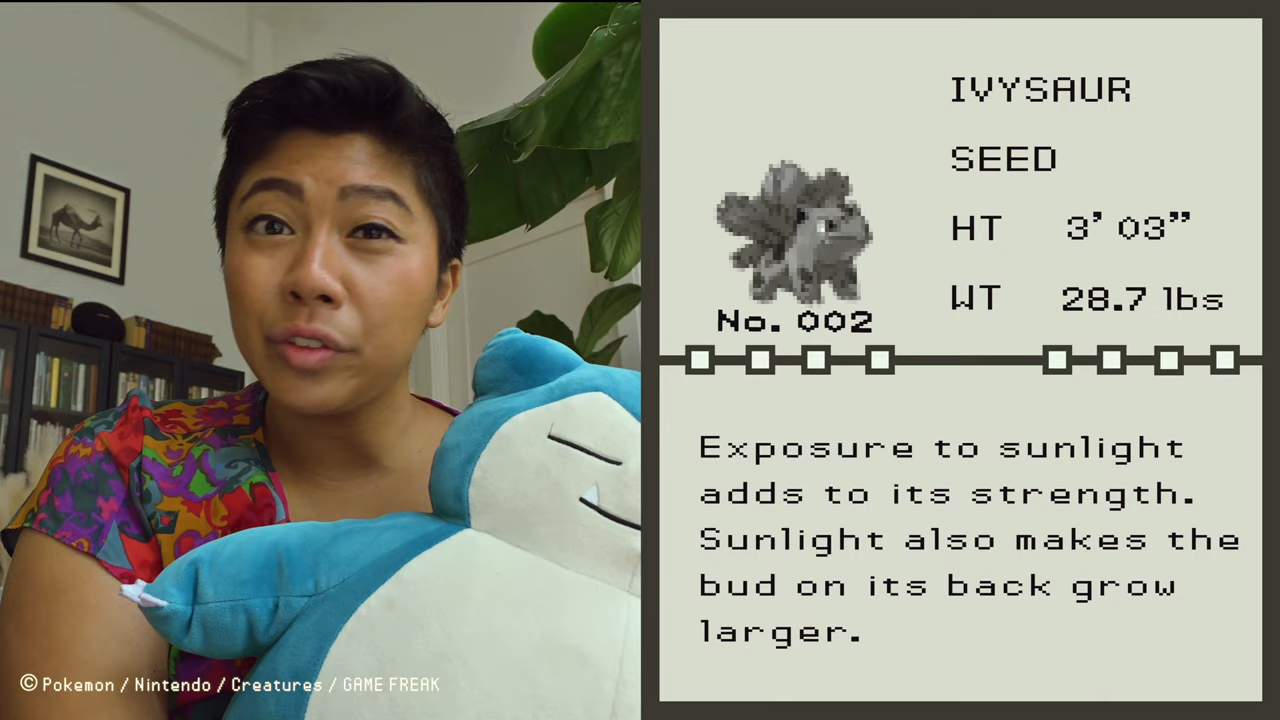 IVYSAUR
SEED
HT 3’ 03”
WT 28.7 lbs
No. 002
Exposure to sunlight
adds to its strength.
Sunlight also makes the
bud on its back grow
larger.
© Pokemon / Nintendo / Creatures / GAME FREAK